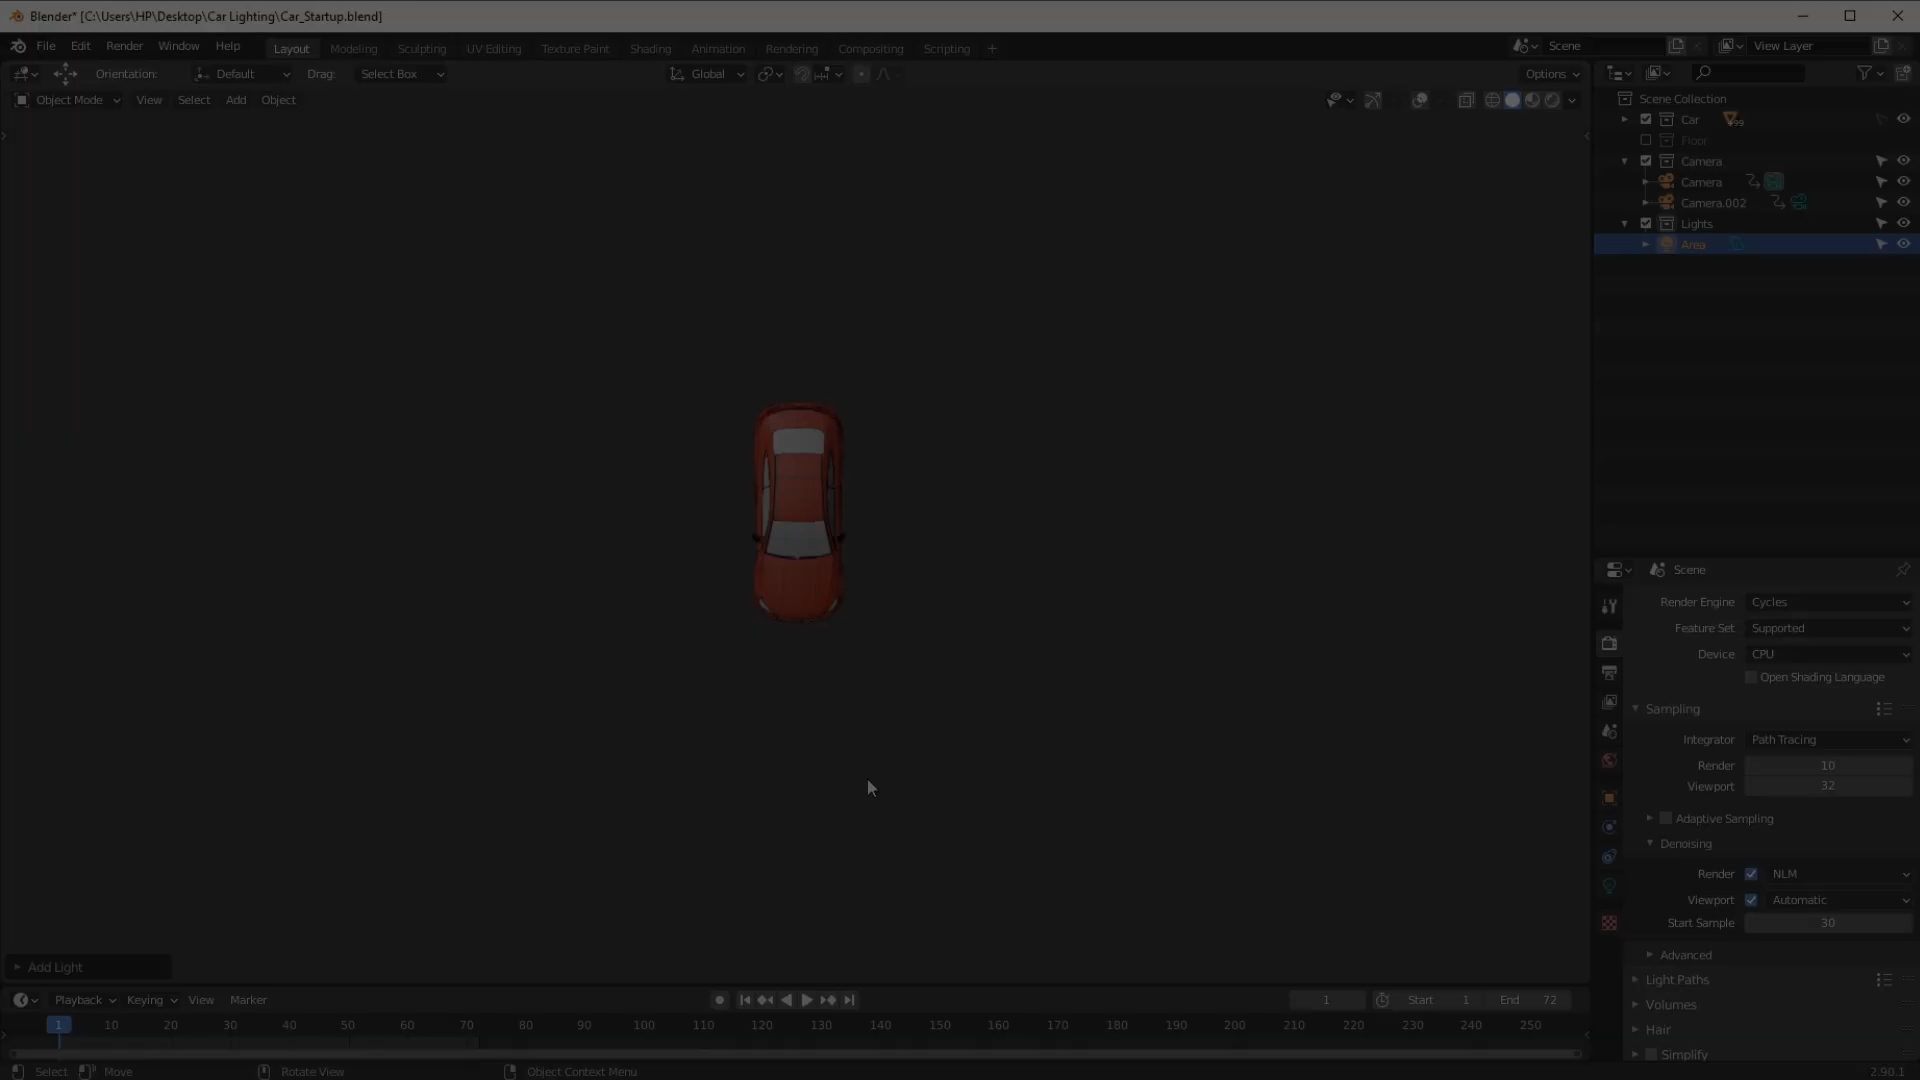 Blender* [C:\Users\HP\Desktop\Car Lighting\Car_Startup.blend]
File Edit Render Window Help Layout Modeling Sculpting UV Editing Texture Paint Shading Animation Rendering Compositing Scripting + Scene View Layer
Orientation: Default Drag: Select Box Global Options
Object Mode View Select Add Object
Scene Collection
Car 99
Floor
Camera
Camera
Camera.002
Lights
Area
Scene
Render Engine Cycles
Feature Set Supported
Device CPU
Open Shading Language
Sampling
Integrator Path Tracing
Render 10
Viewport 32
Adaptive Sampling
Denoising
Render NLM
Viewport Automatic
Start Sample 30
Advanced
Light Paths
Volumes
Hair
Simplify
Add Light
Playback Keying View Marker 1 Start 1 End 72
1 10 20 30 40 50 60 70 80 90 100 110 120 130 140 150 160 170 180 190 200 210 220 230 240 250
Select Move Rotate View Object Context Menu 2.90.1